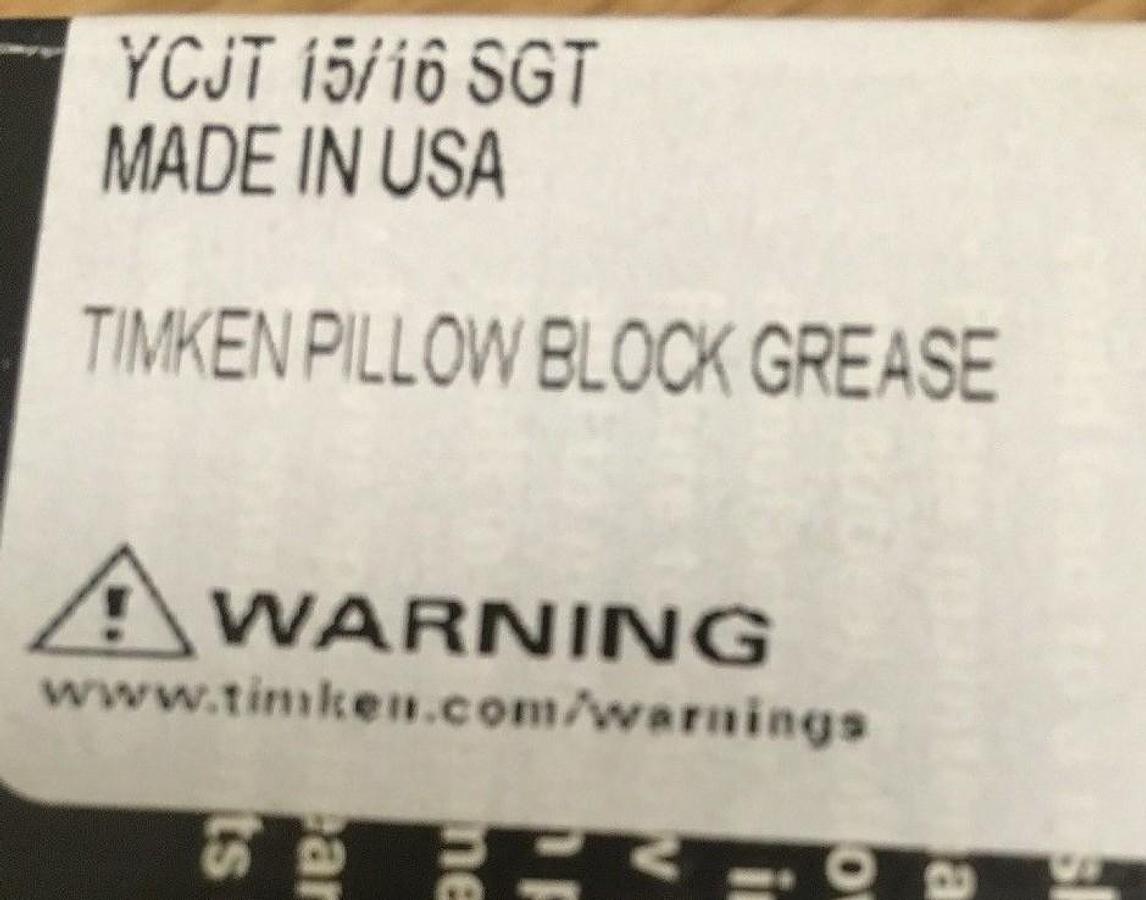 YCJT 15/16 SGT
MADE IN USA
TIMKEN PILLOW BLOCK GREASE
! WARNING
www.timken.com/warnings